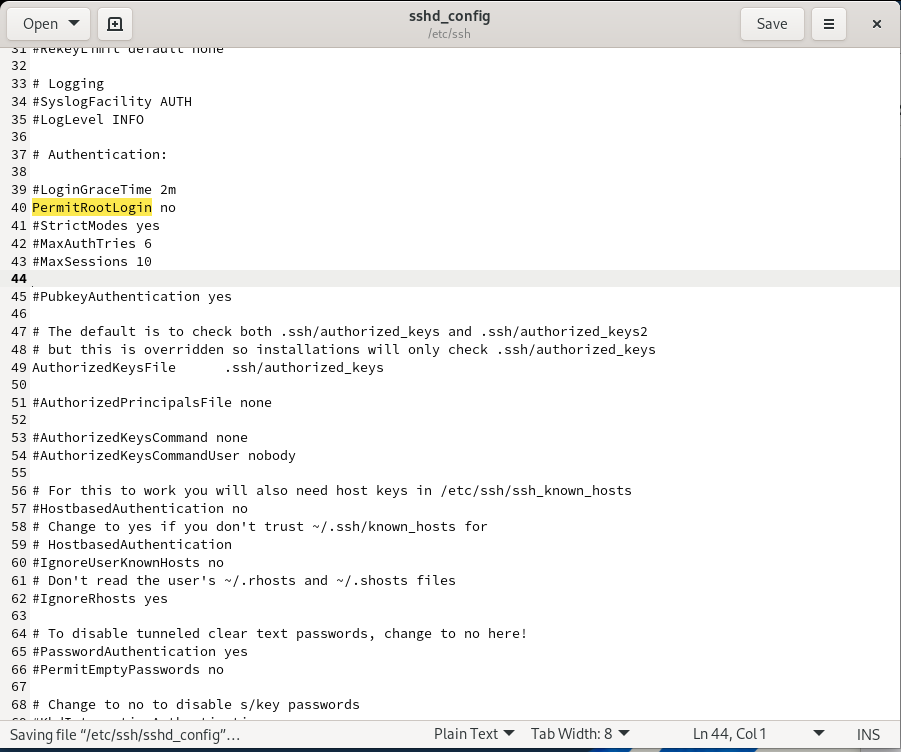 Open
sshd_config
/etc/ssh
Save
31 #RekeyLimit default none
32
33 # Logging
34 #SyslogFacility AUTH
35 #LogLevel INFO
36
37 # Authentication:
38
39 #LoginGraceTime 2m
40 PermitRootLogin no
41 #StrictModes yes
42 #MaxAuthTries 6
43 #MaxSessions 10
44
45 #PubkeyAuthentication yes
46
47 # The default is to check both .ssh/authorized_keys and .ssh/authorized_keys2
48 # but this is overridden so installations will only check .ssh/authorized_keys
49 AuthorizedKeysFile      .ssh/authorized_keys
50
51 #AuthorizedPrincipalsFile none
52
53 #AuthorizedKeysCommand none
54 #AuthorizedKeysCommandUser nobody
55
56 # For this to work you will also need host keys in /etc/ssh/ssh_known_hosts
57 #HostbasedAuthentication no
58 # Change to yes if you don't trust ~/.ssh/known_hosts for
59 # HostbasedAuthentication
60 #IgnoreUserKnownHosts no
61 # Don't read the user's ~/.rhosts and ~/.shosts files
62 #IgnoreRhosts yes
63
64 # To disable tunneled clear text passwords, change to no here!
65 #PasswordAuthentication yes
66 #PermitEmptyPasswords no
67
68 # Change to no to disable s/key passwords
Saving file “/etc/ssh/sshd_config”…
Plain Text
Tab Width: 8
Ln 44, Col 1
INS